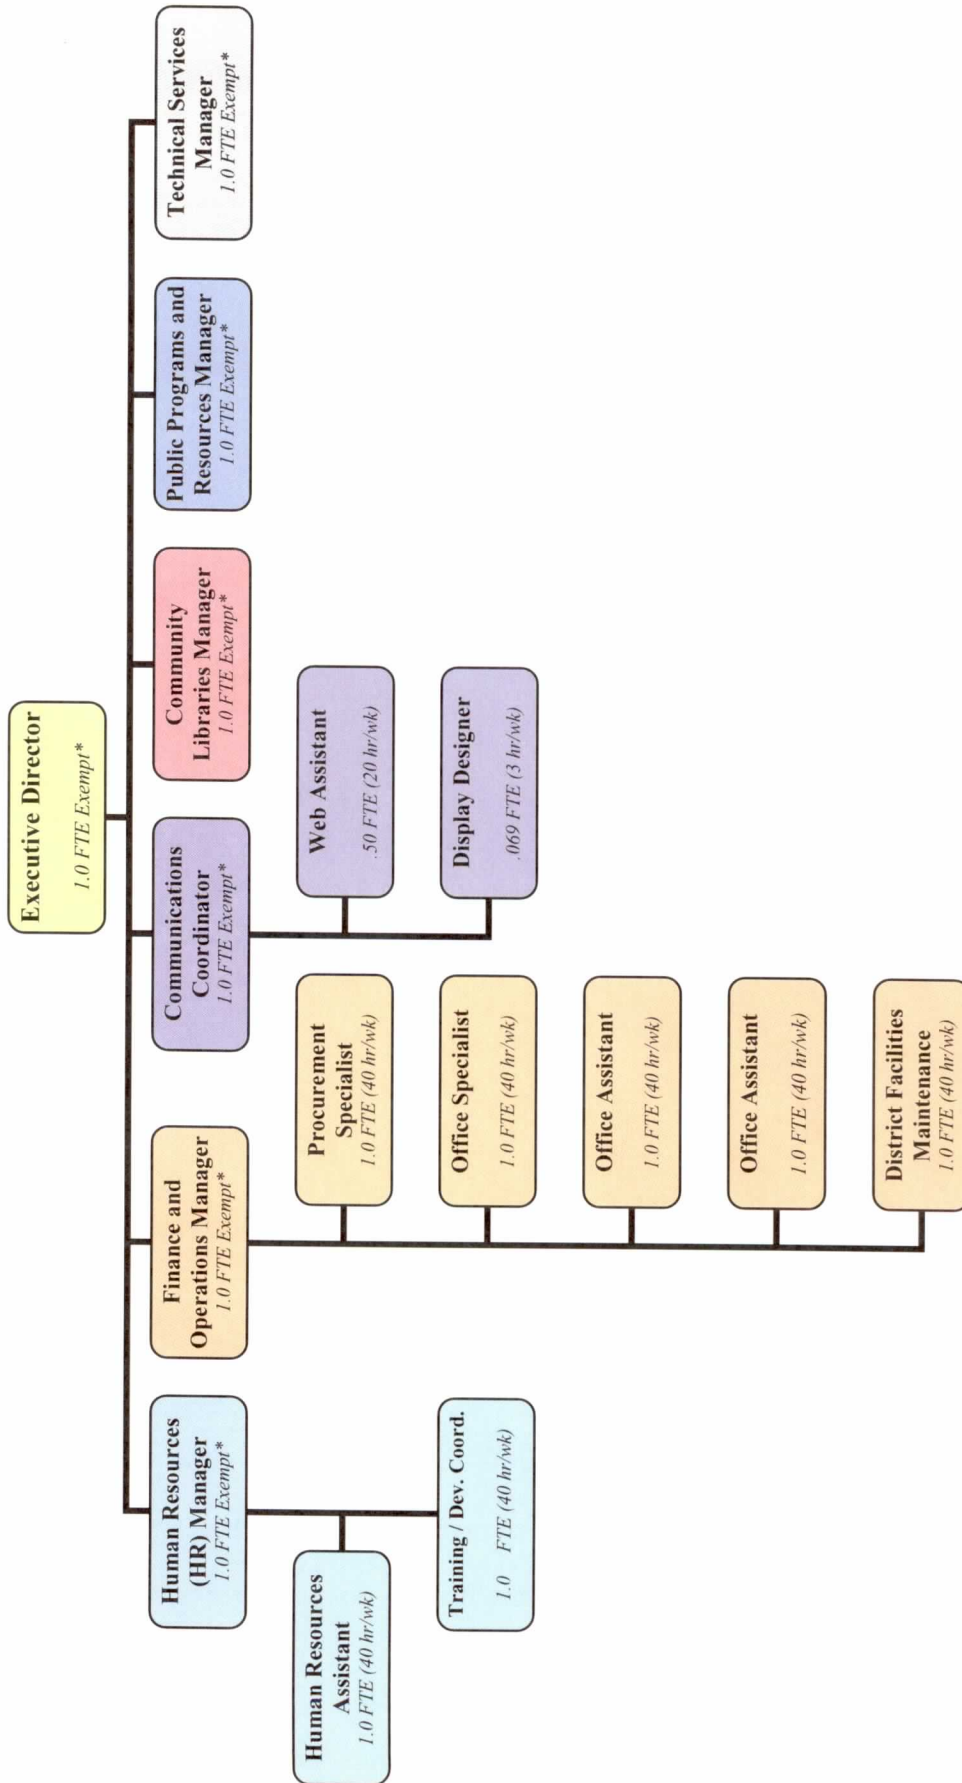 Executive Director
1.0 FTE Exempt*
Human Resources
(HR) Manager
1.0 FTE Exempt*
Finance and
Operations Manager
1.0 FTE Exempt*
Communications
Coordinator
1.0 FTE Exempt*
Community
Libraries Manager
1.0 FTE Exempt*
Public Programs and
Resources Manager
1.0 FTE Exempt*
Technical Services
Manager
1.0 FTE Exempt*
Human Resources
Assistant
1.0 FTE (40 hr/wk)
Training / Dev. Coord.
1.0 FTE (40 hr/wk)
Procurement
Specialist
1.0 FTE (40 hr/wk)
Office Specialist
1.0 FTE (40 hr/wk)
Office Assistant
1.0 FTE (40 hr/wk)
Office Assistant
1.0 FTE (40 hr/wk)
District Facilities
Maintenance
1.0 FTE (40 hr/wk)
Web Assistant
.50 FTE (20 hr/wk)
Display Designer
.069 FTE (3 hr/wk)